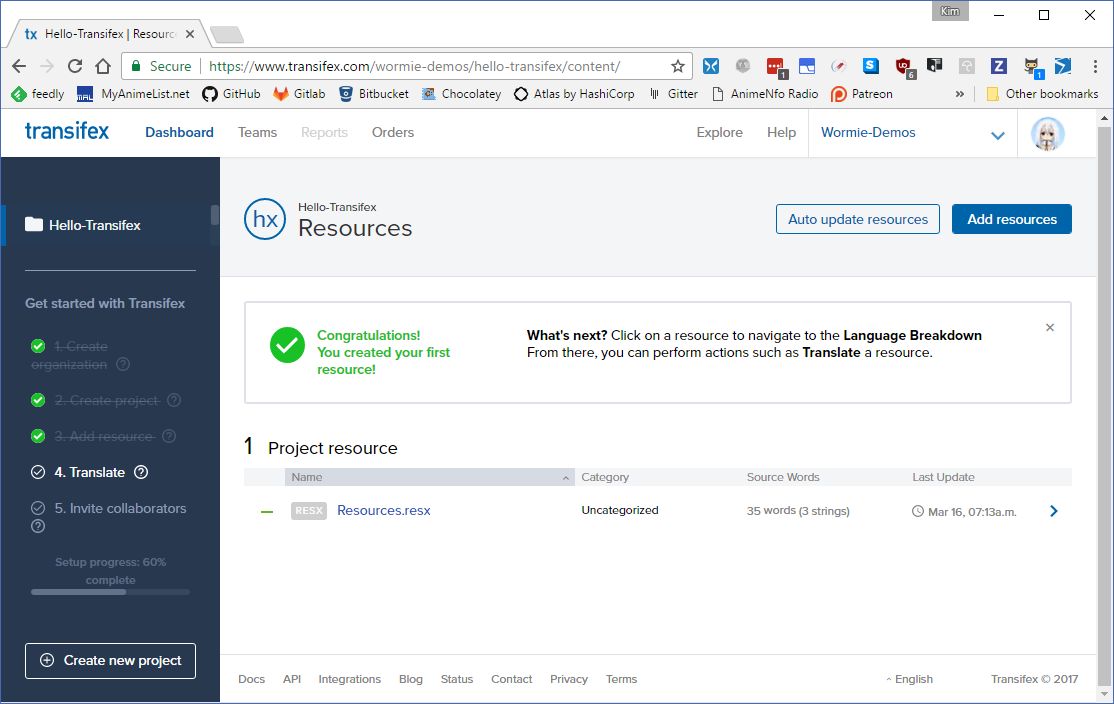 Kim
tx Hello-Transifex | Resourc
Secure https://www.transifex.com/wormie-demos/hello-transifex/content/
1 6 1
feedly MAL MyAnimeList.net GitHub Gitlab Bitbucket Chocolatey Atlas by HashiCorp Gitter AnimeNfo Radio Patreon » Other bookmarks
transifex Dashboard Teams Reports Orders Explore Help Wormie-Demos
Hello-Transifex
Get started with Transifex
1. Create
organization ?
2. Create project ?
3. Add resource ?
4. Translate ?
5. Invite collaborators
?
Setup progress: 60%
complete
Create new project
hx
Hello-Transifex
Resources
Auto update resources Add resources
Congratulations!
You created your first
resource!
What's next? Click on a resource to navigate to the Language Breakdown
From there, you can perform actions such as Translate a resource.
1 Project resource
Name Category Source Words Last Update
RESX Resources.resx Uncategorized 35 words (3 strings) Mar 16, 07:13a.m.
Docs API Integrations Blog Status Contact Privacy Terms English Transifex © 2017